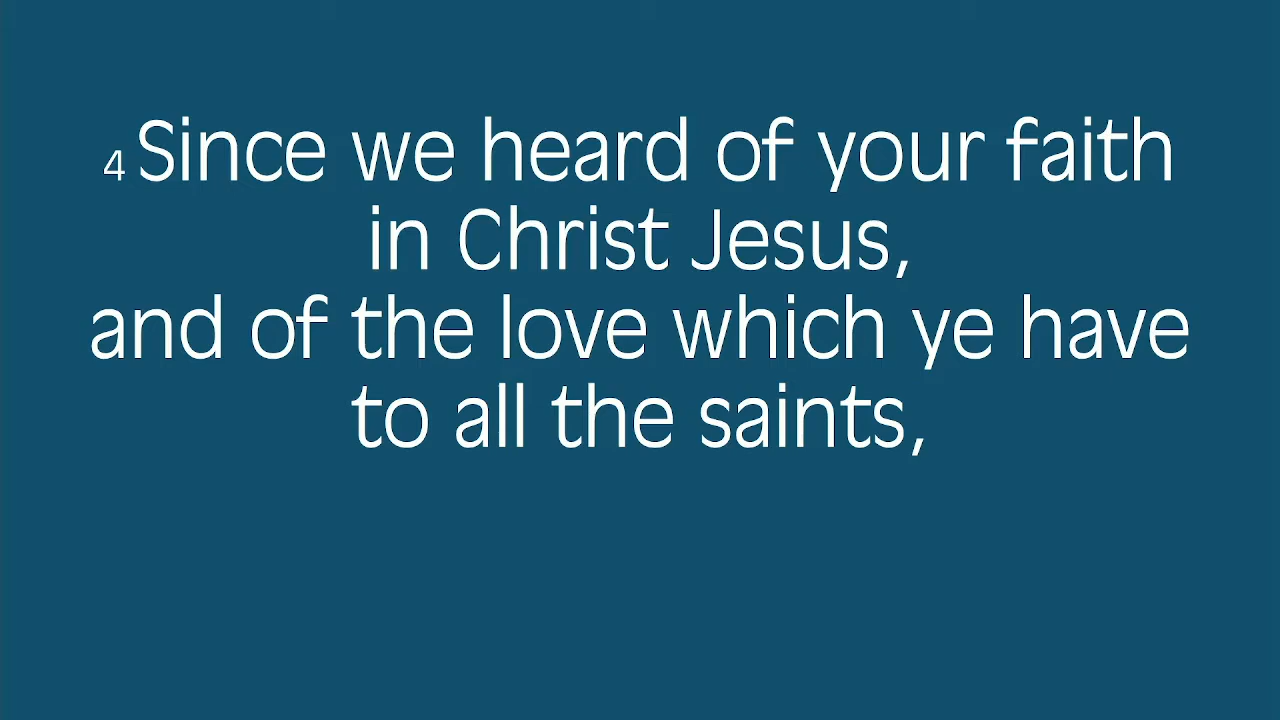 4 Since we heard of your faith
in Christ Jesus,
and of the love which ye have
to all the saints,